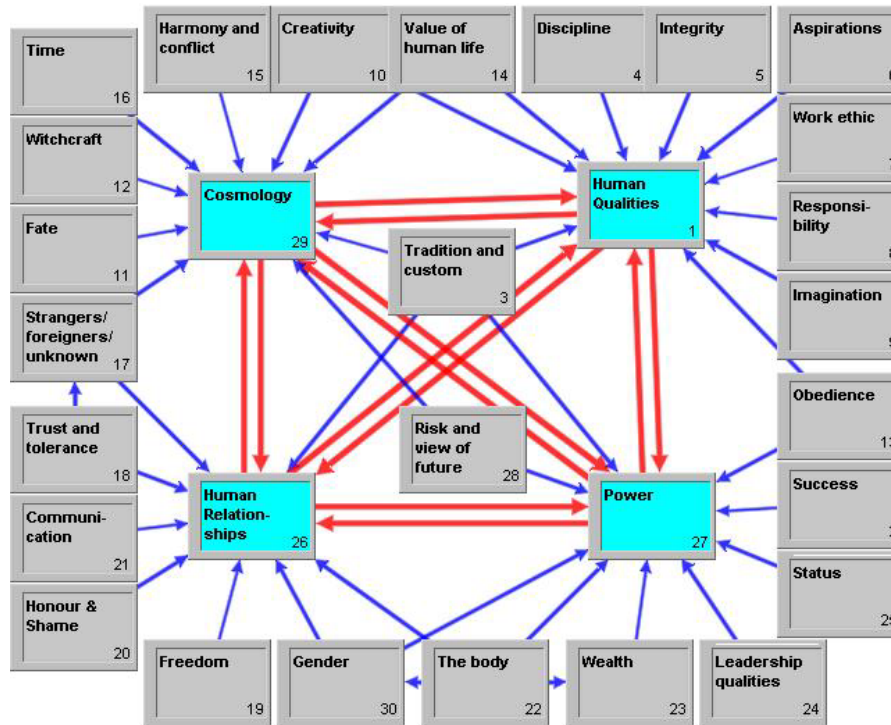 Time
16
Harmony and
conflict
15
Creativity
10
Value of
human life
14
Discipline
4
Integrity
5
Aspirations
Witchcraft
12
Work ethic
Cosmology
29
Human
Qualities
1
Responsi-
bility
Fate
11
Tradition and
custom
3
Imagination
Strangers/
foreigners/
unknown
17
Obedience
13
Trust and
tolerance
18
Risk and
view of
future
28
Human
Relation-
ships
26
Power
27
Success
Communi-
cation
21
Status
Honour &
Shame
20
Freedom
19
Gender
30
The body
22
Wealth
23
Leadership
qualities
24